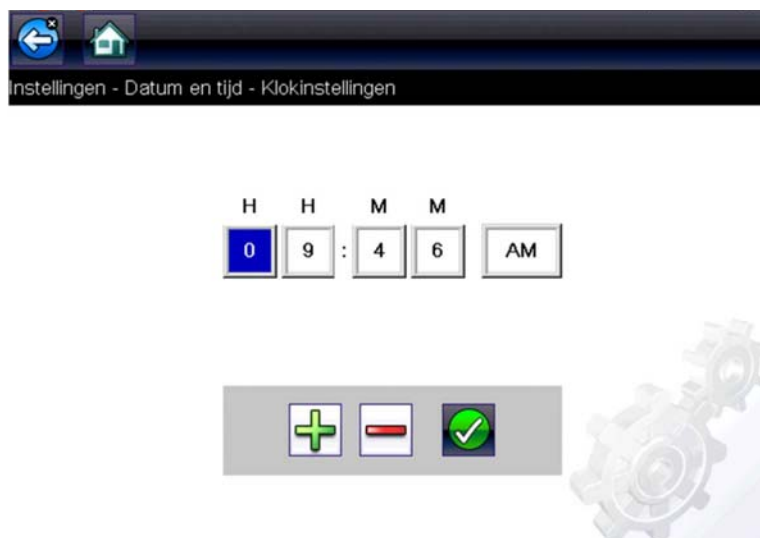 Instellingen - Datum en tijd - Klokinstellingen
H H M M
0 9 : 4 6 AM